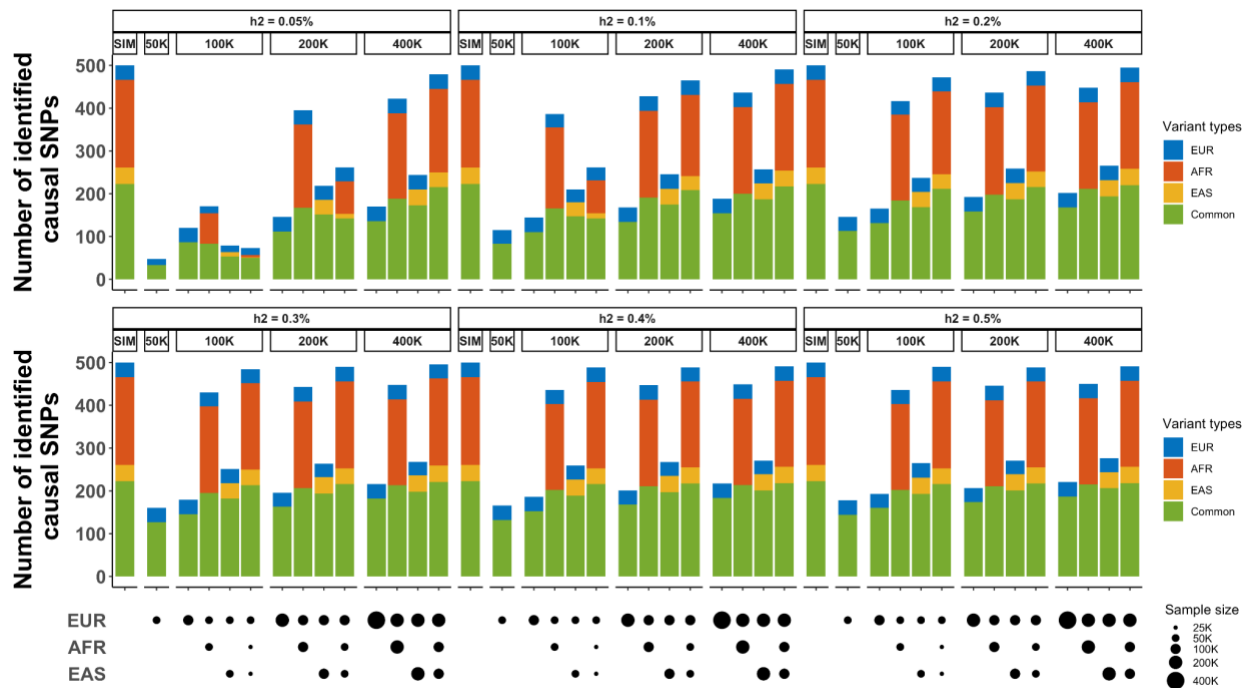 h2 = 0.05% h2 = 0.1% h2 = 0.2%
SIM 50K 100K 200K 400K SIM 50K 100K 200K 400K SIM 50K 100K 200K 400K
Number of identified
causal SNPs
500
400
300
200
100
0
Variant types
EUR
AFR
EAS
Common
h2 = 0.3% h2 = 0.4% h2 = 0.5%
SIM 50K 100K 200K 400K SIM 50K 100K 200K 400K SIM 50K 100K 200K 400K
Number of identified
causal SNPs
500
400
300
200
100
0
Variant types
EUR
AFR
EAS
Common
EUR
AFR
EAS
Sample size
25K
50K
100K
200K
400K